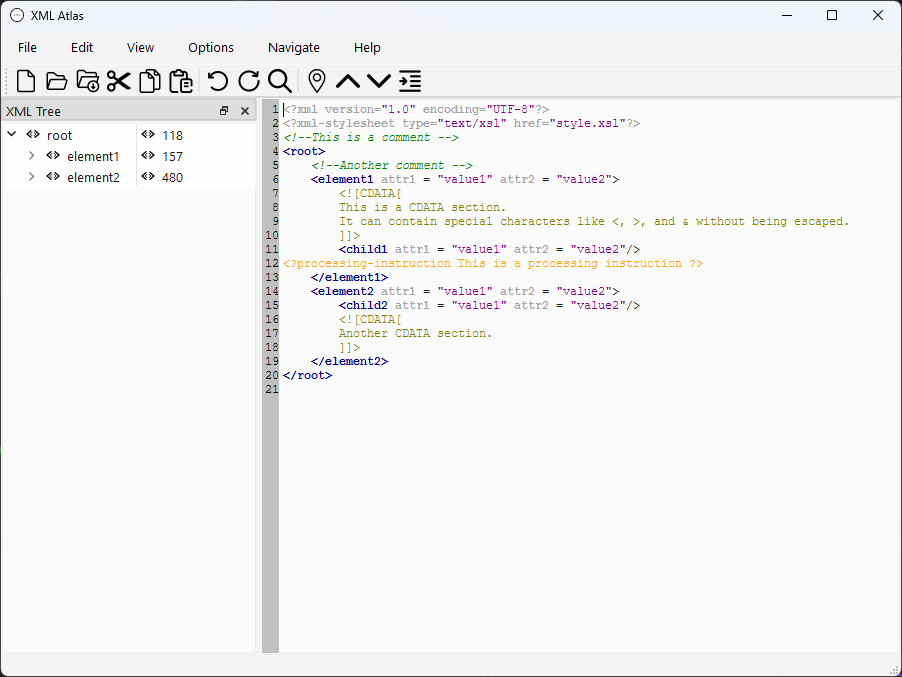 XML Atlas
File Edit View Options Navigate Help
XML Tree
root 118
element1 157
element2 480
1 <?xml version="1.0" encoding="UTF-8"?>
2 <?xml-stylesheet type="text/xsl" href="style.xsl"?>
3 <!--This is a comment -->
4 <root>
5     <!--Another comment -->
6     <element1 attr1 = "value1" attr2 = "value2">
7         <![CDATA[
8         This is a CDATA section.
9         It can contain special characters like <, >, and & without being escaped.
10         ]]>
11         <child1 attr1 = "value1" attr2 = "value2"/>
12 <?processing-instruction This is a processing instruction ?>
13     </element1>
14     <element2 attr1 = "value1" attr2 = "value2">
15         <child2 attr1 = "value1" attr2 = "value2"/>
16         <![CDATA[
17         Another CDATA section.
18         ]]>
19     </element2>
20 </root>
21